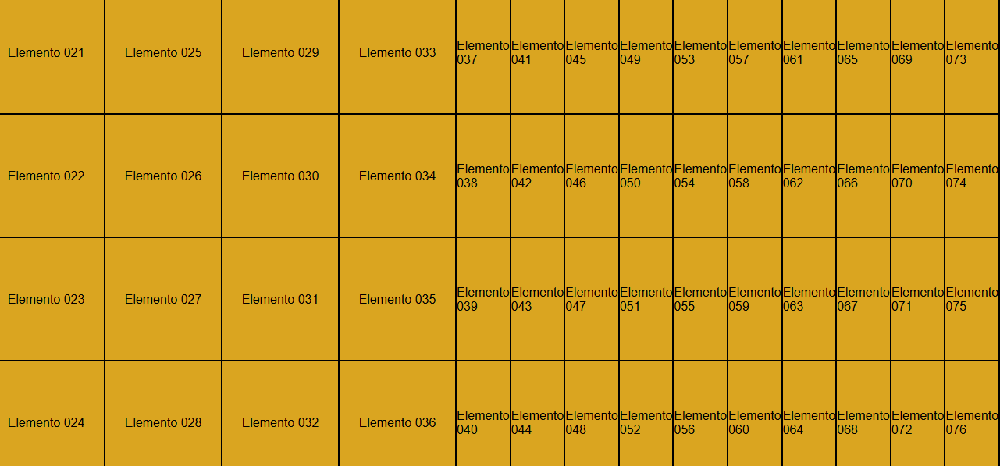 Elemento 021
Elemento 025
Elemento 029
Elemento 033
Elemento
037
Elemento
041
Elemento
045
Elemento
049
Elemento
053
Elemento
057
Elemento
061
Elemento
065
Elemento
069
Elemento
073
Elemento 022
Elemento 026
Elemento 030
Elemento 034
Elemento
038
Elemento
042
Elemento
046
Elemento
050
Elemento
054
Elemento
058
Elemento
062
Elemento
066
Elemento
070
Elemento
074
Elemento 023
Elemento 027
Elemento 031
Elemento 035
Elemento
039
Elemento
043
Elemento
047
Elemento
051
Elemento
055
Elemento
059
Elemento
063
Elemento
067
Elemento
071
Elemento
075
Elemento 024
Elemento 028
Elemento 032
Elemento 036
Elemento
040
Elemento
044
Elemento
048
Elemento
052
Elemento
056
Elemento
060
Elemento
064
Elemento
068
Elemento
072
Elemento
076